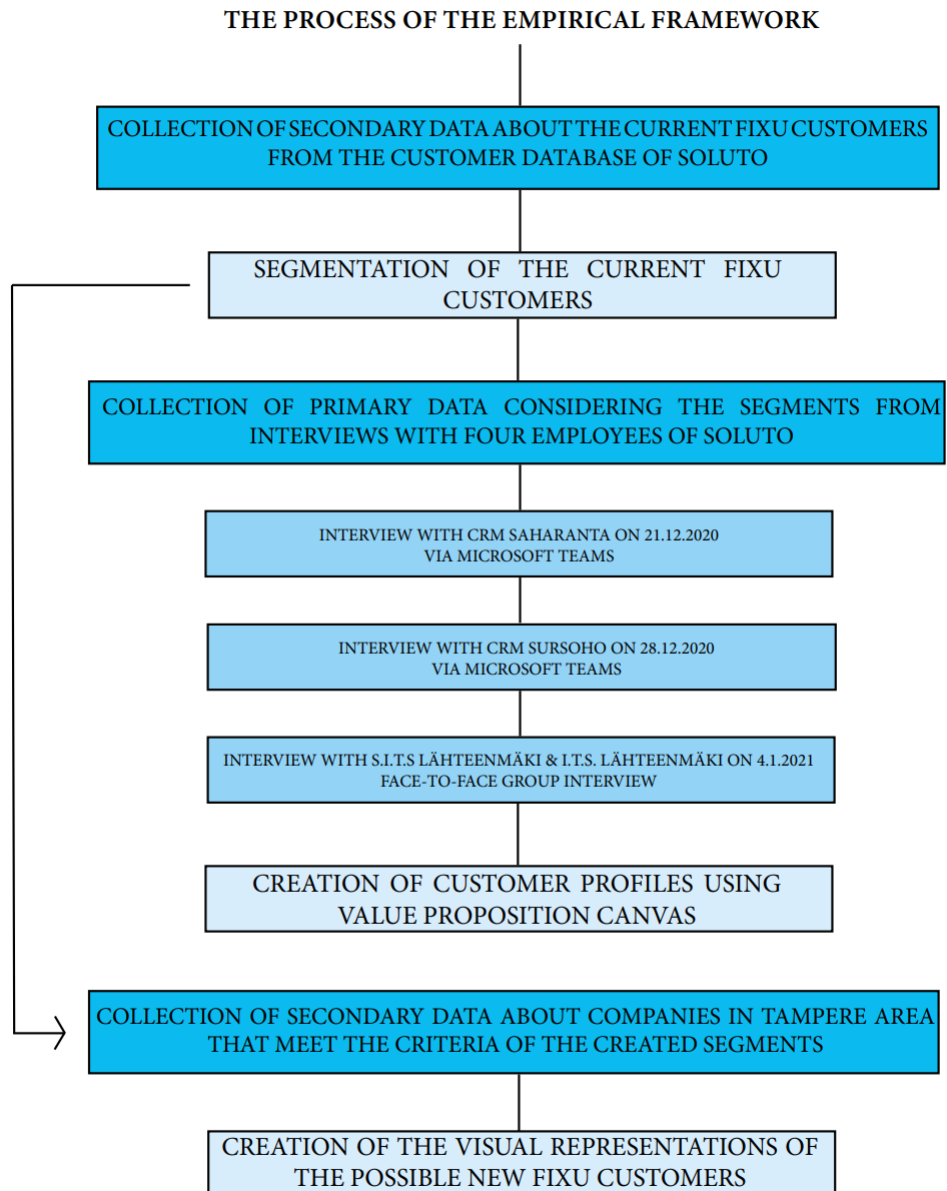 THE PROCESS OF THE EMPIRICAL FRAMEWORK
COLLECTION OF SECONDARY DATA ABOUT THE CURRENT FIXU CUSTOMERS
FROM THE CUSTOMER DATABASE OF SOLUTO
SEGMENTATION OF THE CURRENT FIXU
CUSTOMERS
COLLECTION OF PRIMARY DATA CONSIDERING THE SEGMENTS FROM
INTERVIEWS WITH FOUR EMPLOYEES OF SOLUTO
INTERVIEW WITH CRM SAHARANTA ON 21.12.2020
VIA MICROSOFT TEAMS
INTERVIEW WITH CRM SURSOHO ON 28.12.2020
VIA MICROSOFT TEAMS
INTERVIEW WITH S.I.T.S LÄHTEENMÄKI & I.T.S. LÄHTEENMÄKI ON 4.1.2021
FACE-TO-FACE GROUP INTERVIEW
CREATION OF CUSTOMER PROFILES USING
VALUE PROPOSITION CANVAS
COLLECTION OF SECONDARY DATA ABOUT COMPANIES IN TAMPERE AREA
THAT MEET THE CRITERIA OF THE CREATED SEGMENTS
CREATION OF THE VISUAL REPRESENTATIONS OF
THE POSSIBLE NEW FIXU CUSTOMERS